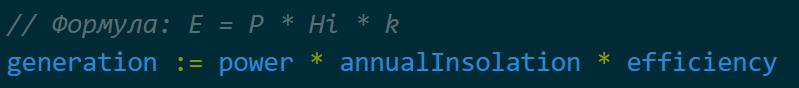 // Формула: E = P * Hi * k
generation := power * annualInsolation * efficiency